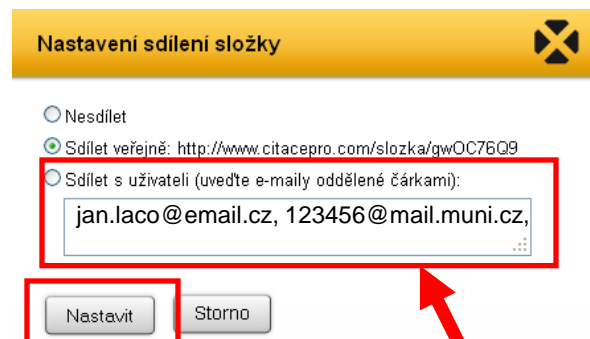 Nastavení sdílení složky
Nesdílet
Sdílet veřejně: http://www.citacepro.com/slozka/gwOC76Q9
Sdílet s uživateli (uveďte e-maily oddělené čárkami):
jan.laco@email.cz, 123456@mail.muni.cz,
Nastavit
Storno